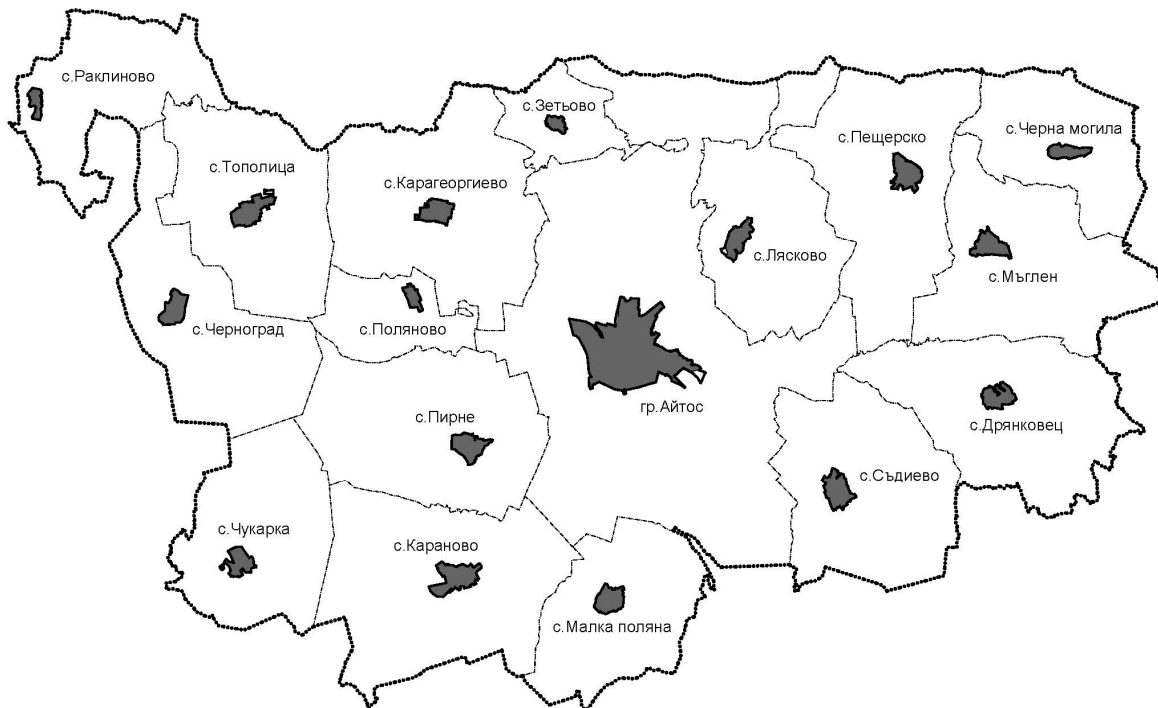 с.Раклиново
с.Зетьово
с.Черна могила
с.Пещерско
с.Тополица
с.Карагеоргиево
с.Лясково
с.Мъглен
с.Черноград
с.Поляново
гр.Айтос
с.Пирне
с.Дрянковец
с.Съдиево
с.Чукарка
с.Караново
с.Малка поляна